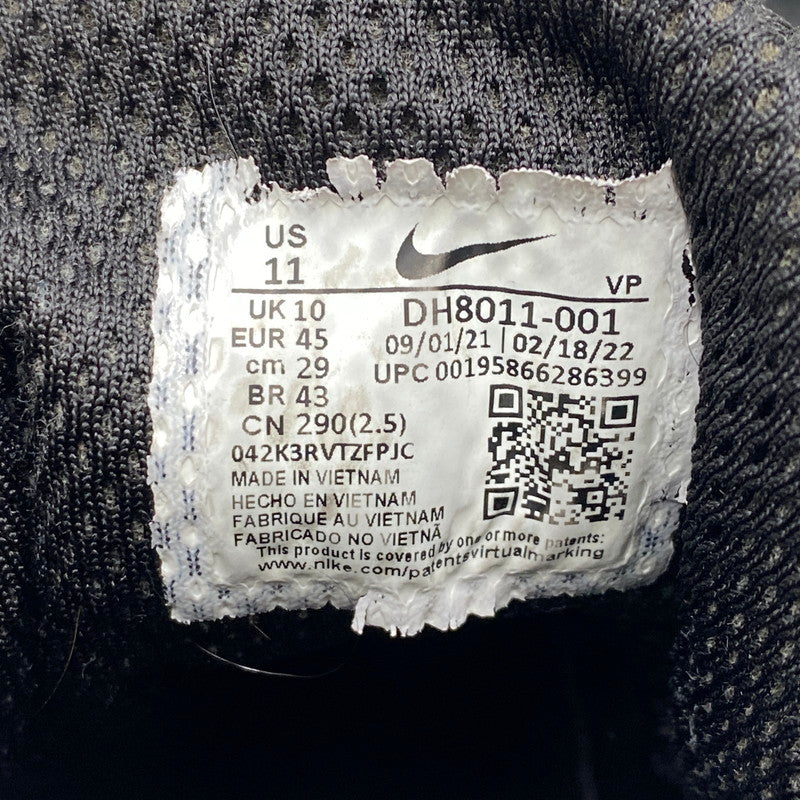 US
11
VP
UK 10
EUR 45
cm 29
BR 43
CN 290(2.5)
DH8011-001
09/01/21 | 02/18/22
UPC 00195866286399
042K3RVTZFPJC
MADE IN VIETNAM
HECHO EN VIETNAM
FABRIQUE AU VIETNAM
FABRICADO NO VIETNÃ
This product is covered by one or more patents:
www.nike.com/patentsvirtualmarking